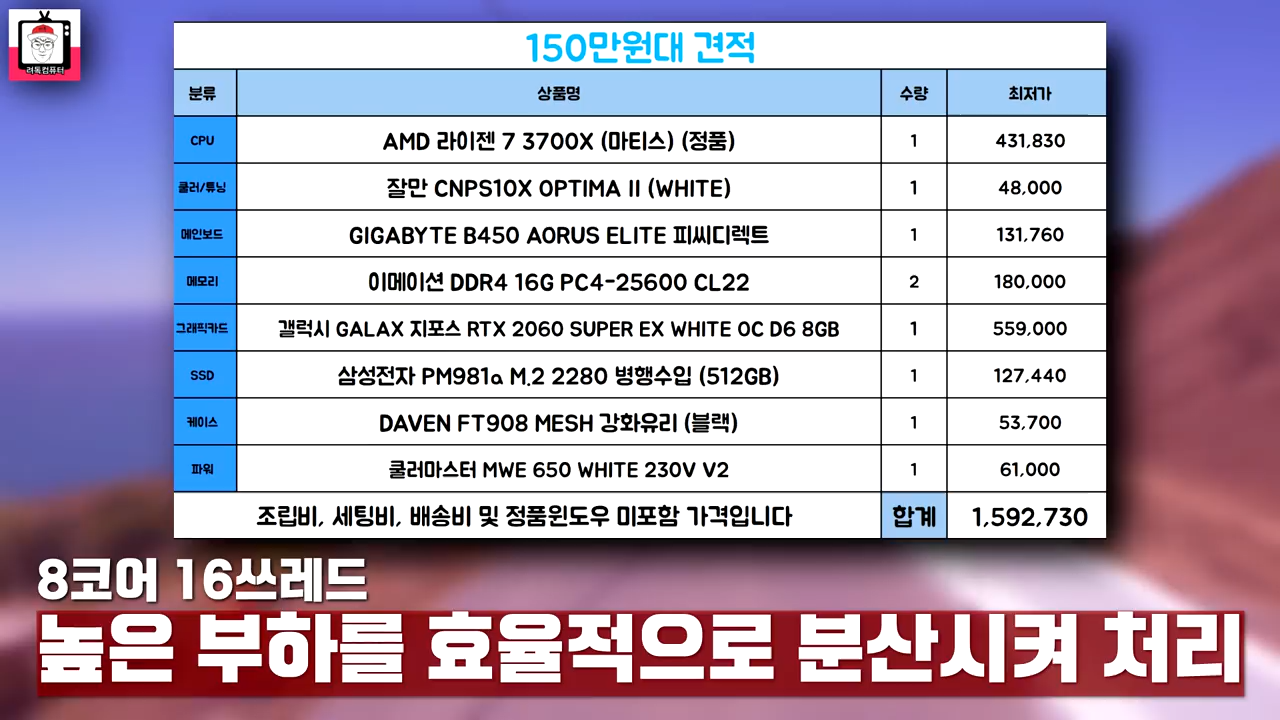 려독컴퓨터
150만원대 견적
분류 상품명 수량 최저가
CPU AMD 라이젠 7 3700X (마티스) (정품) 1 431,830
쿨러/튜닝 잘만 CNPS10X OPTIMA II (WHITE) 1 48,000
메인보드 GIGABYTE B450 AORUS ELITE 피씨디렉트 1 131,760
메모리 이메이션 DDR4 16G PC4-25600 CL22 2 180,000
그래픽카드 갤럭시 GALAX 지포스 RTX 2060 SUPER EX WHITE OC D6 8GB 1 559,000
SSD 삼성전자 PM981a M.2 2280 병행수입 (512GB) 1 127,440
케이스 DAVEN FT908 MESH 강화유리 (블랙) 1 53,700
파워 쿨러마스터 MWE 650 WHITE 230V V2 1 61,000
조립비, 세팅비, 배송비 및 정품윈도우 미포함 가격입니다 합계 1,592,730
8코어 16쓰레드
높은 부하를 효율적으로 분산시켜 처리